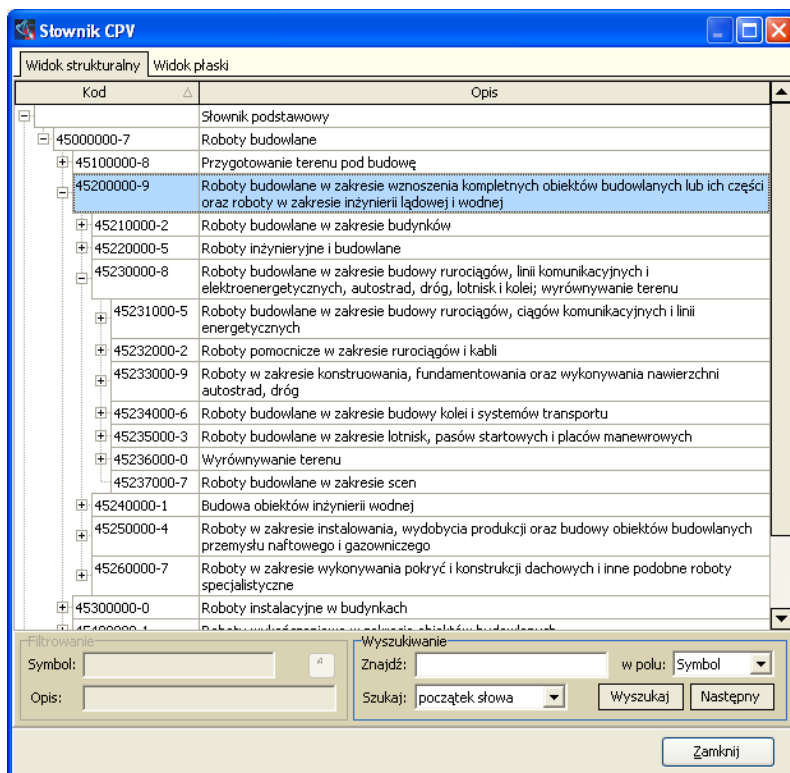 Słownik CPV
Widok strukturalny Widok płaski
Kod Opis
Słownik podstawowy
45000000-7 Roboty budowlane
45100000-8 Przygotowanie terenu pod budowę
45200000-9 Roboty budowlane w zakresie wznoszenia kompletnych obiektów budowlanych lub ich części
oraz roboty w zakresie inżynierii lądowej i wodnej
45210000-2 Roboty budowlane w zakresie budynków
45220000-5 Roboty inżynieryjne i budowlane
45230000-8 Roboty budowlane w zakresie budowy rurociągów, linii komunikacyjnych i
elektroenergetycznych, autostrad, dróg, lotnisk i kolei; wyrównywanie terenu
45231000-5 Roboty budowlane w zakresie budowy rurociągów, ciągów komunikacyjnych i linii
energetycznych
45232000-2 Roboty pomocnicze w zakresie rurociągów i kabli
45233000-9 Roboty w zakresie konstruowania, fundamentowania oraz wykonywania nawierzchni
autostrad, dróg
45234000-6 Roboty budowlane w zakresie budowy kolei i systemów transportu
45235000-3 Roboty budowlane w zakresie lotnisk, pasów startowych i placów manewrowych
45236000-0 Wyrównywanie terenu
45237000-7 Roboty budowlane w zakresie scen
45240000-1 Budowa obiektów inżynierii wodnej
45250000-4 Roboty w zakresie instalowania, wydobycia produkcji oraz budowy obiektów budowlanych
przemysłu naftowego i gazowniczego
45260000-7 Roboty w zakresie wykonywania pokryć i konstrukcji dachowych i inne podobne roboty
specjalistyczne
45300000-0 Roboty instalacyjne w budynkach
45400000-1 Roboty wykończeniowe w zakresie obiektów budowlanych
Filtrowanie Wyszukiwanie
Symbol: A Znajdź: w polu: Symbol
Opis: Szukaj: początek słowa Wyszukaj Następny
Zamknij